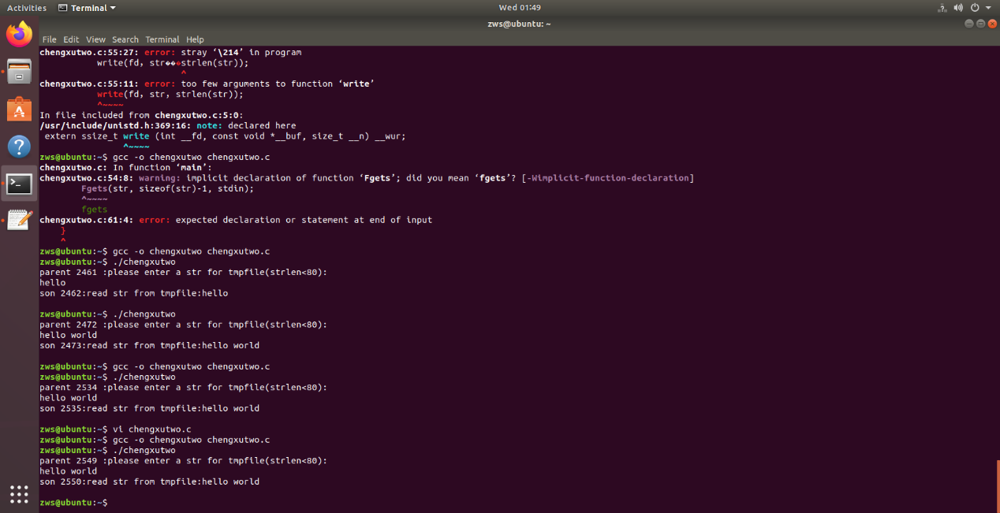 Activities Terminal Wed 01:49
zws@ubuntu: ~
File Edit View Search Terminal Help
chengxutwo.c:55:27: error: stray ‘\214’ in program
write(fd, str���strlen(str));
^
chengxutwo.c:55:11: error: too few arguments to function ‘write’
write(fd, str，strlen(str));
^~~~~
In file included from chengxutwo.c:5:0:
/usr/include/unistd.h:369:16: note: declared here
extern ssize_t write (int __fd, const void *__buf, size_t __n) __wur;
^~~~~
zws@ubuntu:~$ gcc -o chengxutwo chengxutwo.c
chengxutwo.c: In function ‘main’:
chengxutwo.c:54:8: warning: implicit declaration of function ‘Fgets’; did you mean ‘fgets’? [-Wimplicit-function-declaration]
Fgets(str, sizeof(str)-1, stdin);
^~~~~
fgets
chengxutwo.c:61:4: error: expected declaration or statement at end of input
}
^
zws@ubuntu:~$ gcc -o chengxutwo chengxutwo.c
zws@ubuntu:~$ ./chengxutwo
parent 2461 :please enter a str for tmpfile(strlen<80):
hello
son 2462:read str from tmpfile:hello
zws@ubuntu:~$ ./chengxutwo
parent 2472 :please enter a str for tmpfile(strlen<80):
hello world
son 2473:read str from tmpfile:hello world
zws@ubuntu:~$ gcc -o chengxutwo chengxutwo.c
zws@ubuntu:~$ ./chengxutwo
parent 2534 :please enter a str for tmpfile(strlen<80):
hello world
son 2535:read str from tmpfile:hello world
zws@ubuntu:~$ vi chengxutwo.c
zws@ubuntu:~$ gcc -o chengxutwo chengxutwo.c
zws@ubuntu:~$ ./chengxutwo
parent 2549 :please enter a str for tmpfile(strlen<80):
hello world
son 2550:read str from tmpfile:hello world
zws@ubuntu:~$